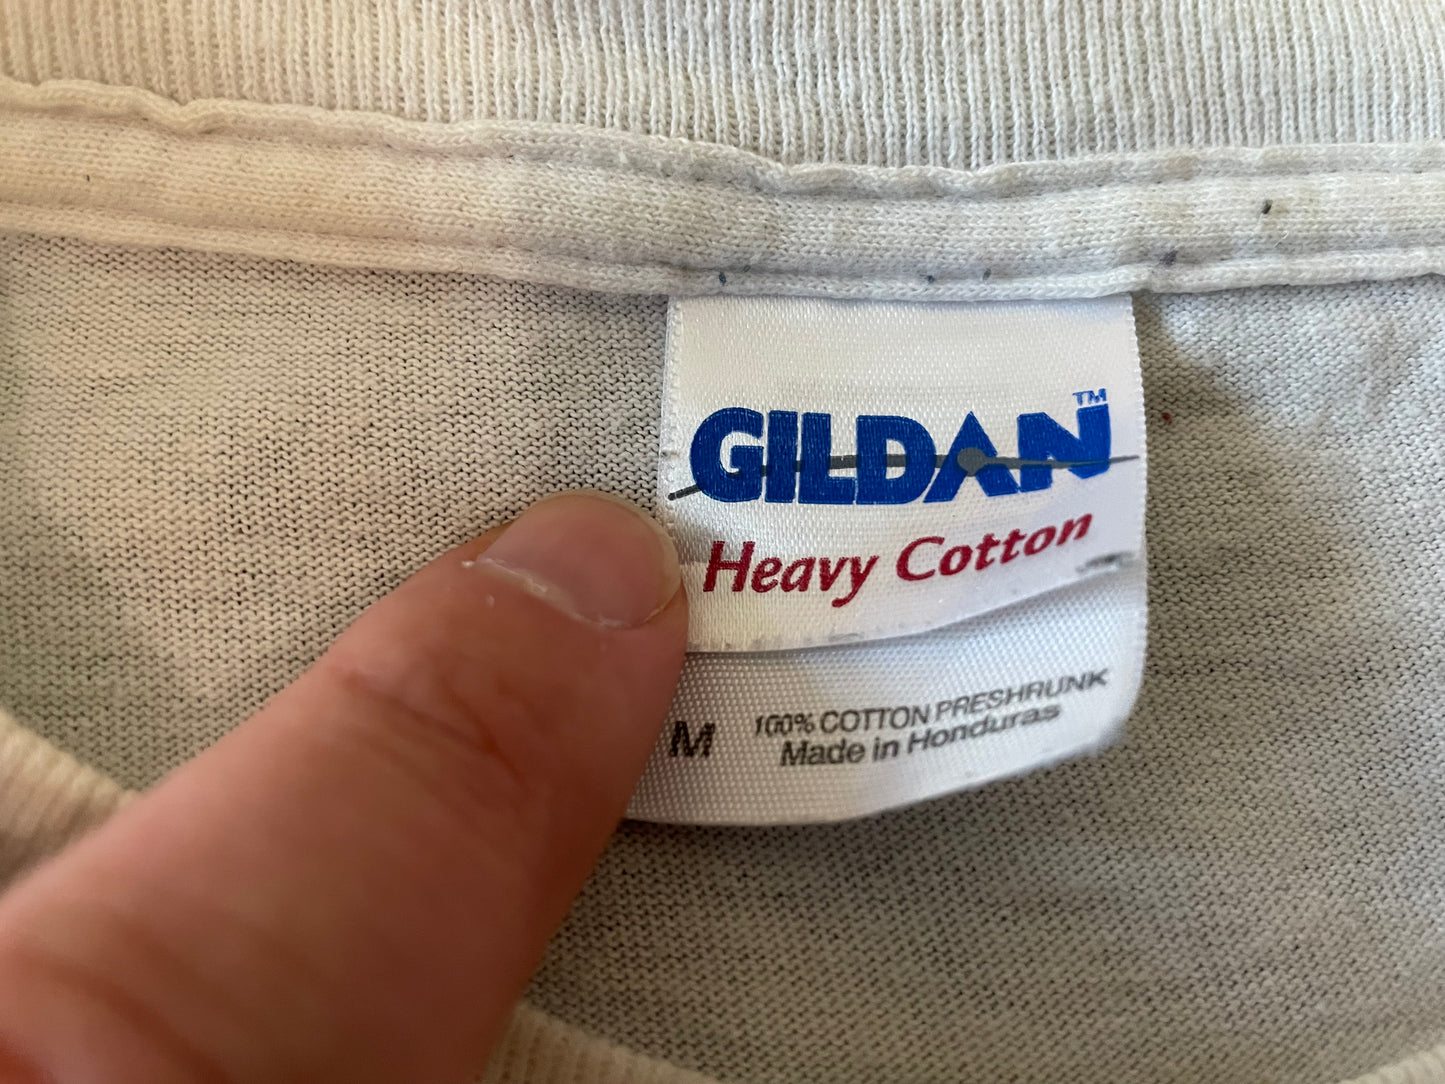 GILDAN™
Heavy Cotton
M
100% COTTON PRESHRUNK
Made in Honduras